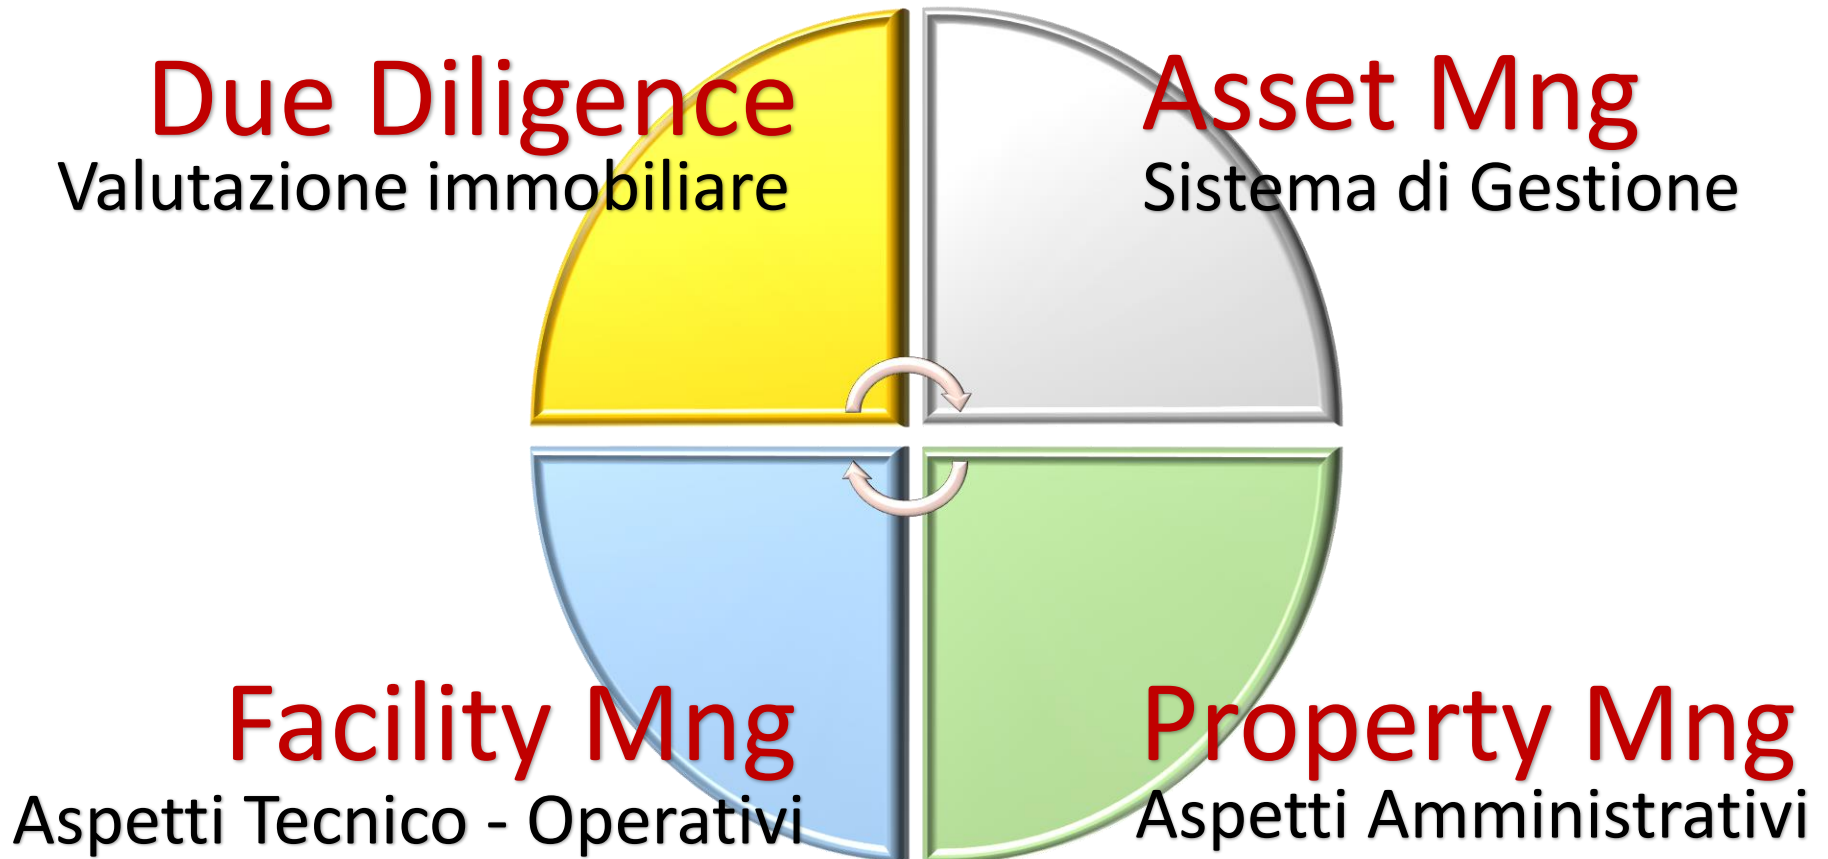 Due Diligence
Valutazione immobiliare
Asset Mng
Sistema di Gestione
Facility Mng
Aspetti Tecnico - Operativi
Property Mng
Aspetti Amministrativi